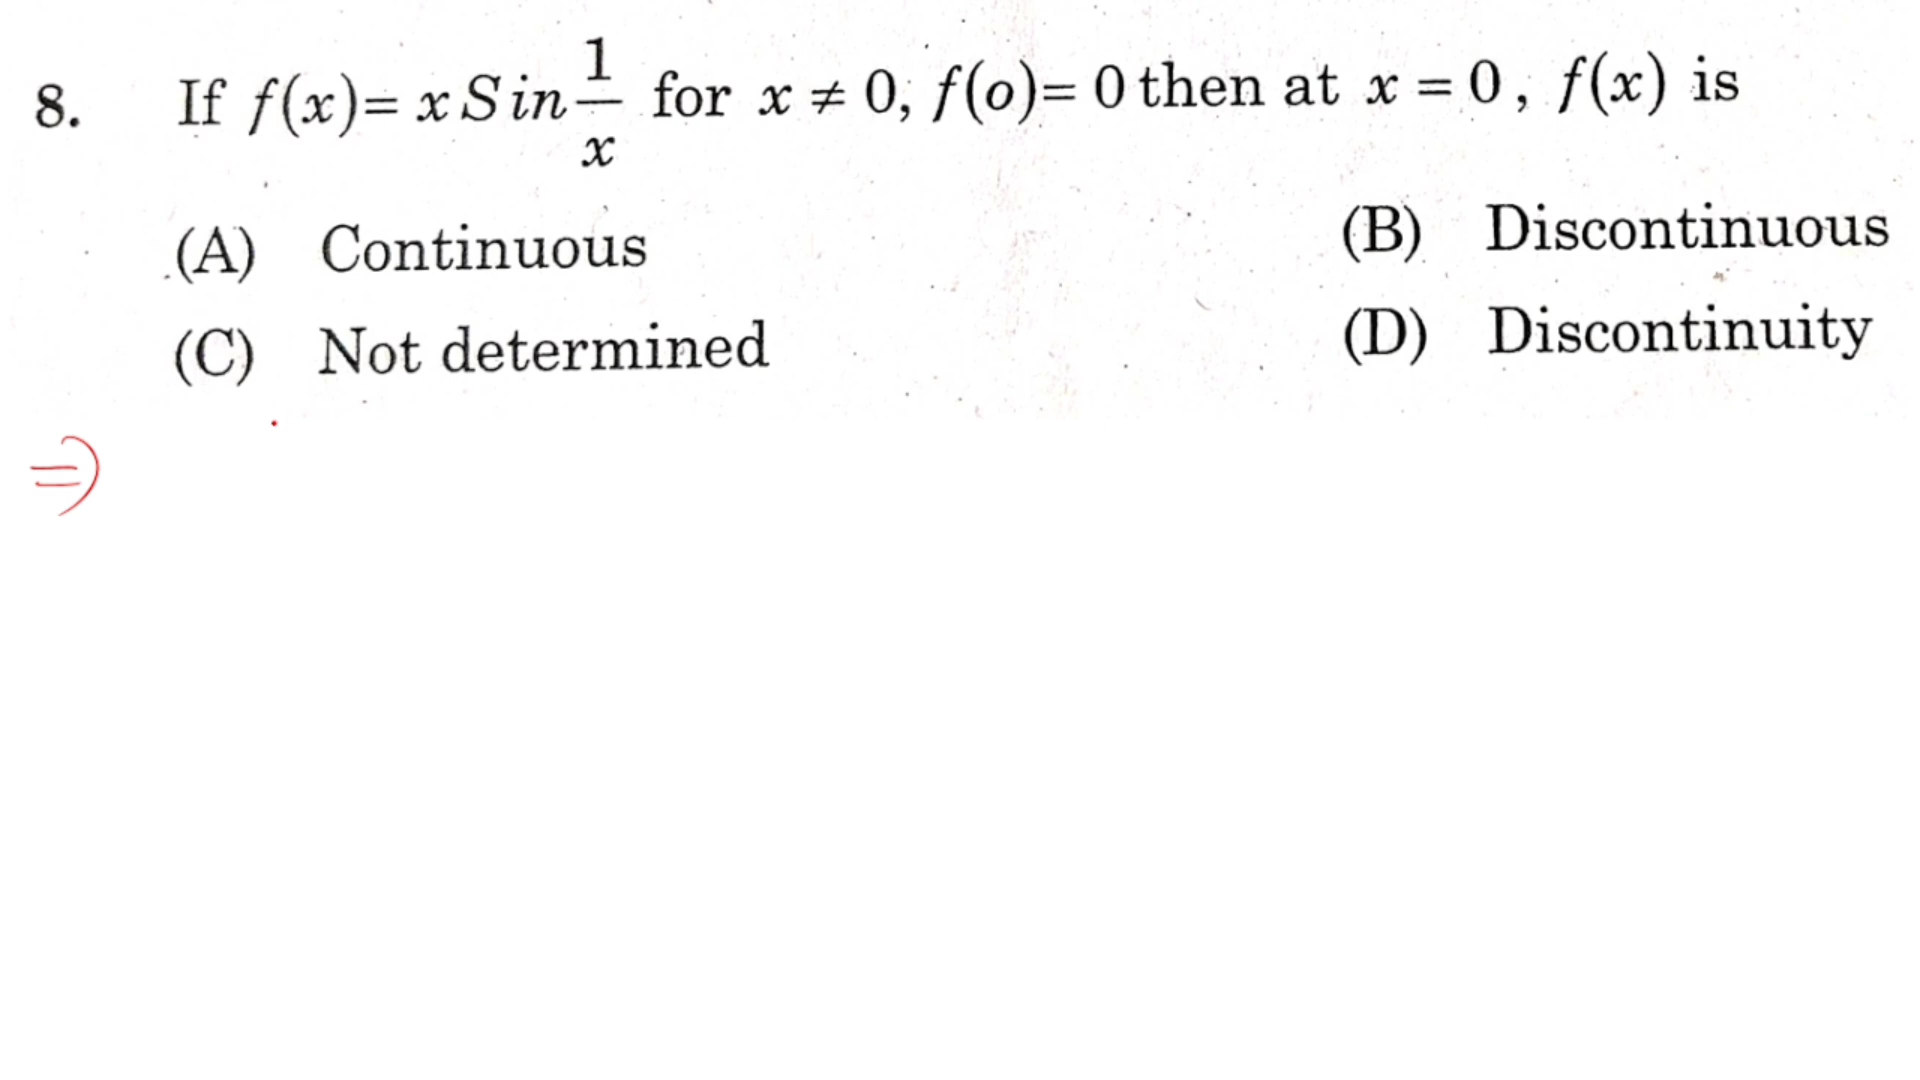 8. If f(x)= x Sin 1/x for x ≠ 0, f(o)= 0 then at x = 0, f(x) is
(A) Continuous (B) Discontinuous
(C) Not determined (D) Discontinuity
⇒